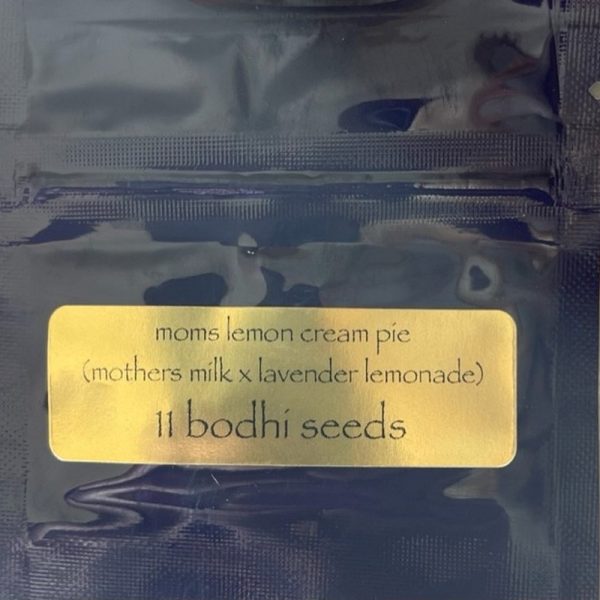 moms lemon cream pie
(mothers milk x lavender lemonade)
11 bodhi seeds